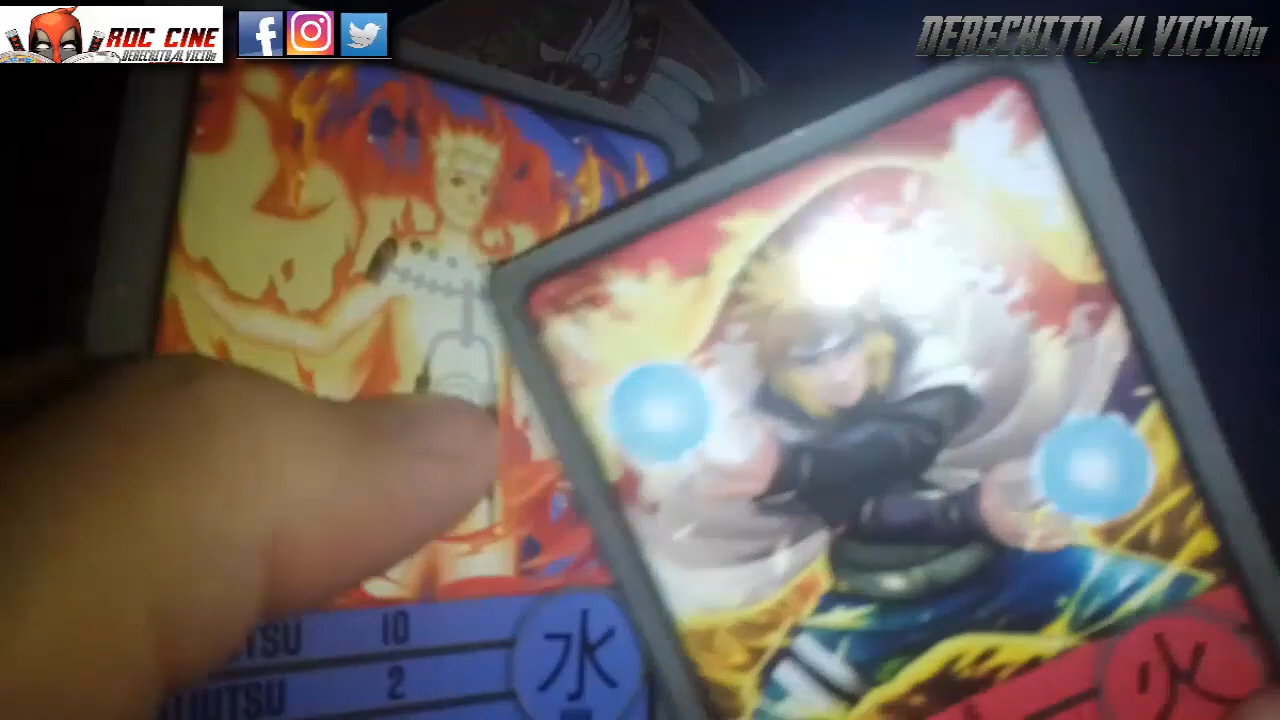 ROC CINE
DERECHITO AL VICIO!!
DERECHITO AL VICIO!!
10
2
水
火